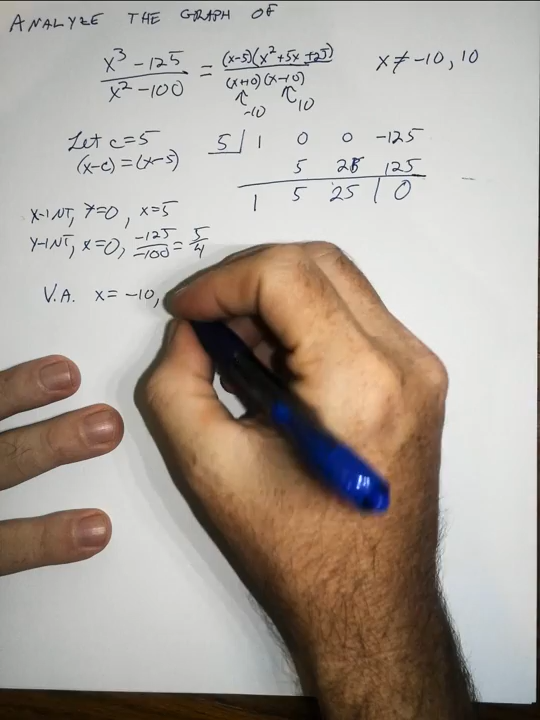 ANALYZE THE GRAPH OF
x³ - 125 / x² - 100 = (x-5)(x²+5x+25) / (x+10)(x-10) x ≠ -10, 10
-10 10
Let c = 5 5 1 0 0 -125
(x-c) = (x-5) 5 25 125
1 5 25 0
X-INT, y=0, x=5
Y-INT, x=0, -125/-100 = 5/4
V.A. x = -10,